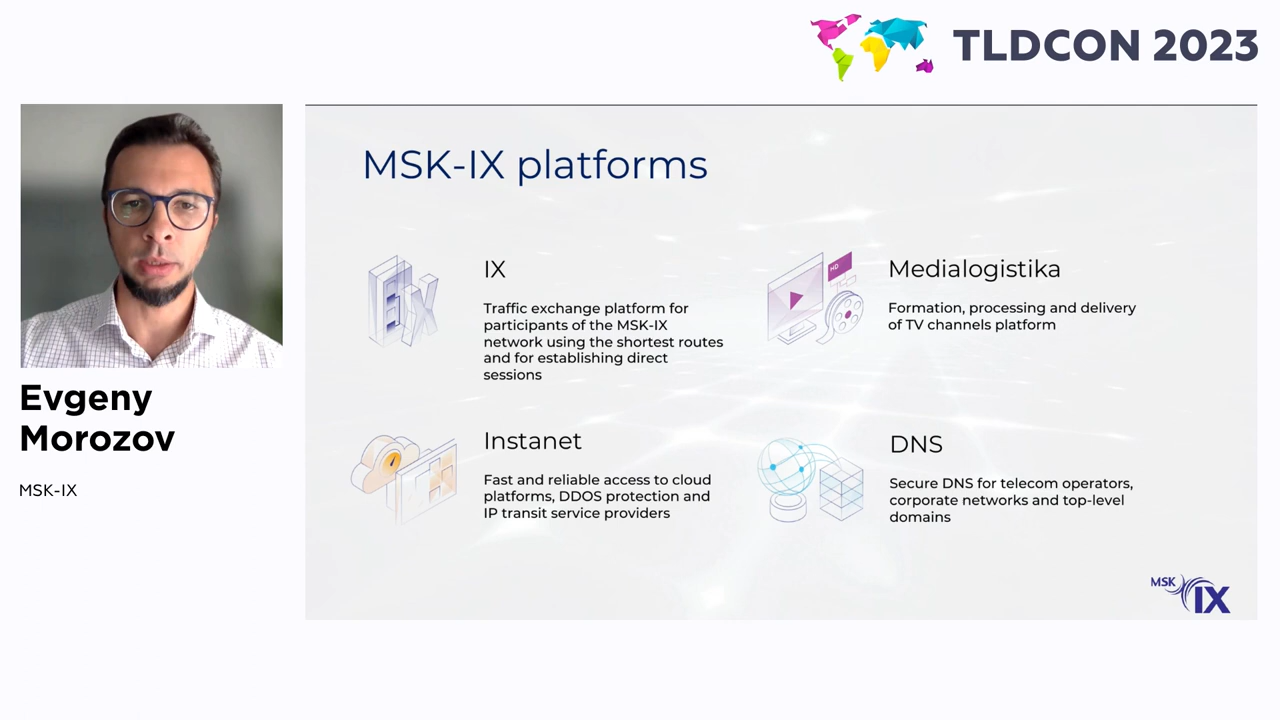 TLDCON 2023
Evgeny
Morozov
MSK-IX
MSK-IX platforms
IX
Traffic exchange platform for
participants of the MSK-IX
network using the shortest routes
and for establishing direct
sessions
HD
Medialogistika
Formation, processing and delivery
of TV channels platform
Instanet
Fast and reliable access to cloud
platforms, DDOS protection and
IP transit service providers
DNS
Secure DNS for telecom operators,
corporate networks and top-level
domains
MSK
IX